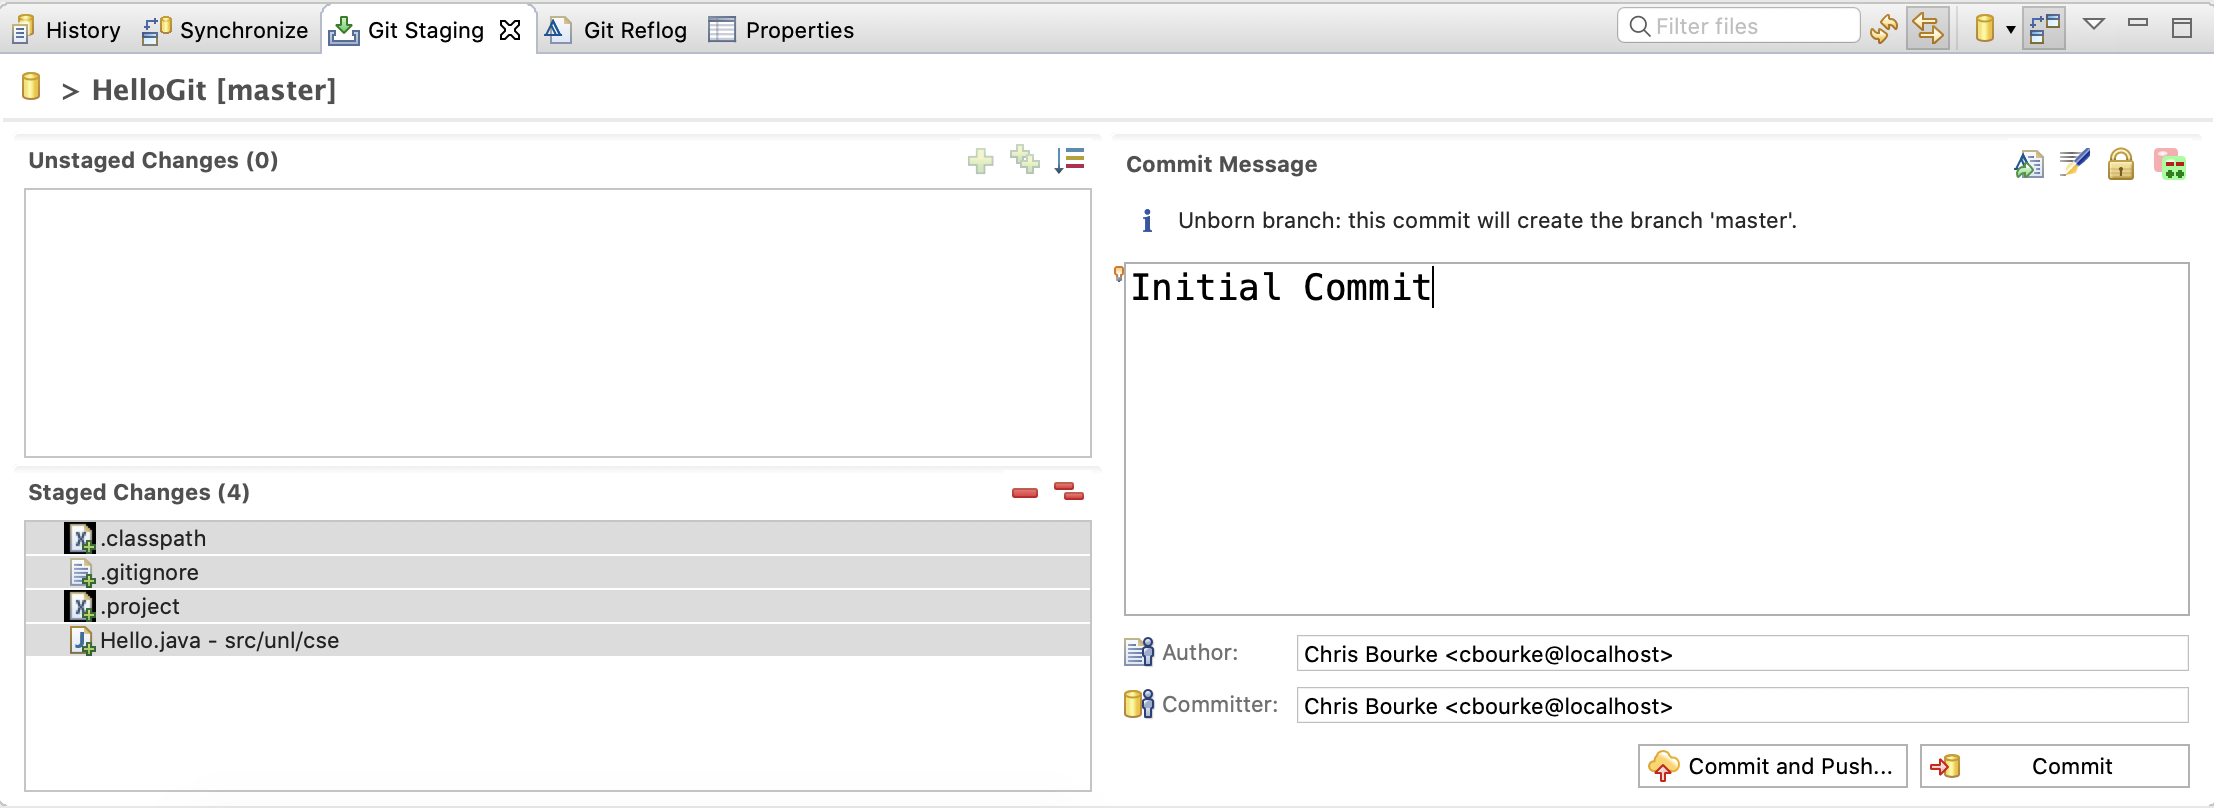 History Synchronize Git Staging Git Reflog Properties Filter files
> HelloGit [master]
Unstaged Changes (0)
Staged Changes (4)
.classpath
.gitignore
.project
Hello.java - src/unl/cse
Commit Message
Unborn branch: this commit will create the branch 'master'.
Initial Commit
Author: Chris Bourke <cbourke@localhost>
Committer: Chris Bourke <cbourke@localhost>
Commit and Push... Commit